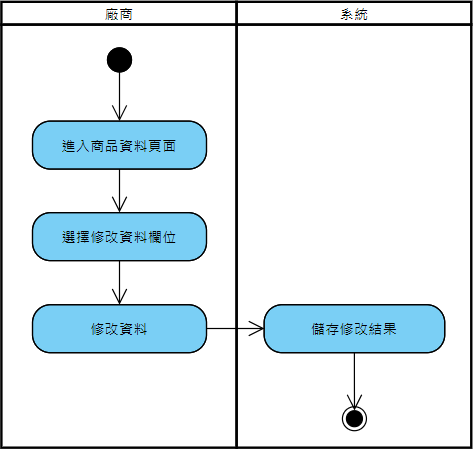 廠商
系統
進入商品資料頁面
選擇修改資料欄位
修改資料
儲存修改結果